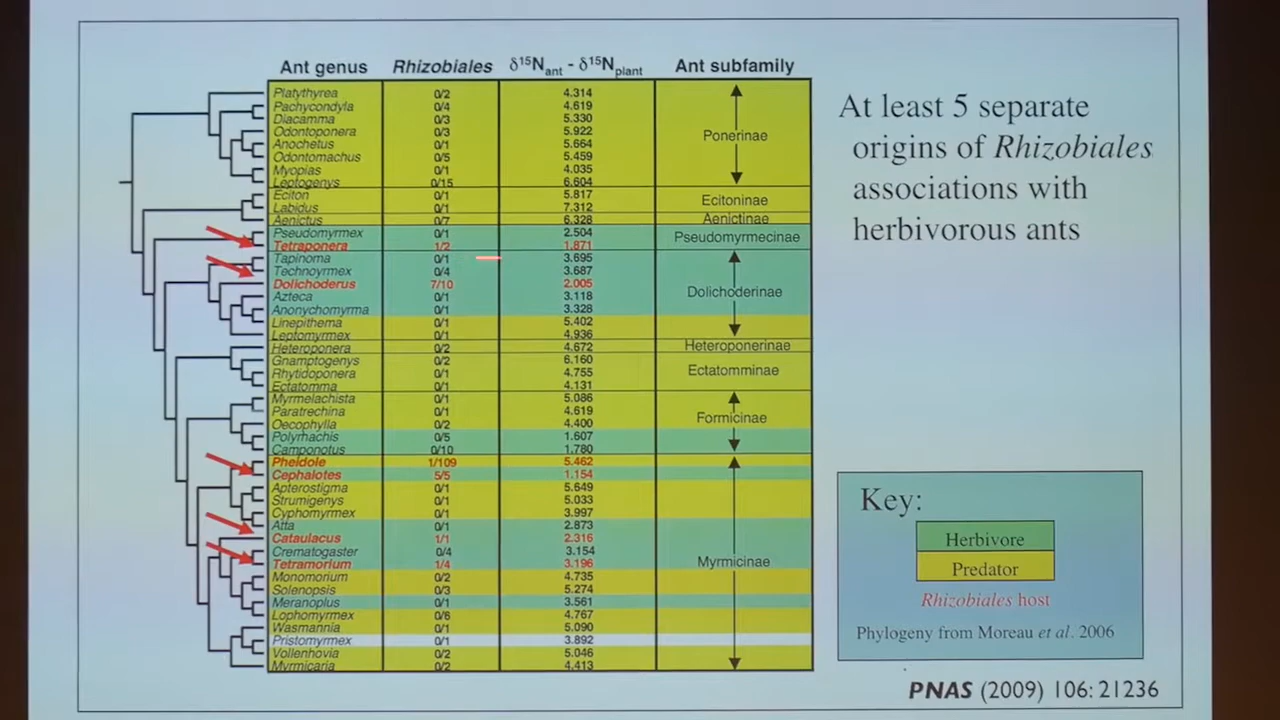 Ant genus Rhizobiales δ15Nant - δ15Nplant Ant subfamily
Platythyrea 0/2 4.314
Pachycondyla 0/4 4.619
Diacamma 0/3 5.330
Odontoponera 0/3 5.922
Anochetus 0/1 5.664
Odontomachus 0/5 5.459
Myopias 0/1 4.035
Leptogenys 0/15 6.604
Ponerinae
Eciton 0/1 5.817
Labidus 0/1 7.312
Ecitoninae
Aenictus 0/7 6.328 Aenictinae
Pseudomyrmex 0/1 2.504
Tetraponera 1/2 1.871
Pseudomyrmecinae
Tapinoma 0/1 3.695
Technoyrmex 0/4 3.687
Dolichoderus 7/10 2.005
Azteca 0/1 3.118
Anonychomyrma 0/1 3.328
Linepithema 0/1 5.402
Leptomyrmex 0/1 4.936
Dolichoderinae
Heteroponera 0/2 4.672 Heteroponerinae
Gnamptogenys 0/2 6.160
Rhytidoponera 0/1 4.755
Ectatomma 0/1 4.131
Ectatomminae
Myrmelachista 0/1 5.086
Paratrechina 0/1 4.619
Oecophylla 0/2 4.400
Polyrhachis 0/5 1.607
Camponotus 0/10 1.780
Formicinae
Pheidole 1/109 5.462
Cephalotes 5/5 1.154
Apterostigma 0/1 5.649
Strumigenys 0/1 5.033
Cyphomyrmex 0/1 3.997
Atta 0/1 2.873
Cataulacus 1/1 2.316
Crematogaster 0/4 3.154
Tetramorium 1/4 3.196
Monomorium 0/2 4.735
Solenopsis 0/3 5.274
Meranoplus 0/1 3.561
Lophomyrmex 0/6 4.767
Wasmannia 0/1 5.090
Pristomyrmex 0/1 3.892
Vollenhovia 0/2 5.046
Myrmicaria 0/2 4.413
Myrmicinae
At least 5 separate
origins of Rhizobiales
associations with
herbivorous ants
Key:
Herbivore
Predator
Rhizobiales host
Phylogeny from Moreau et al. 2006
PNAS (2009) 106: 21236